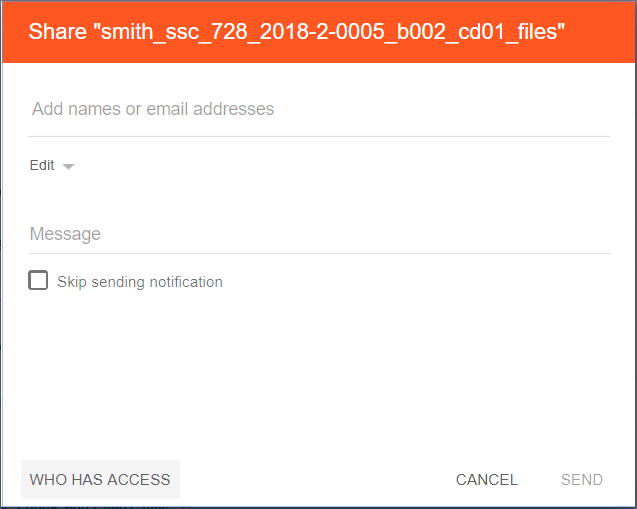 Share "smith_ssc_728_2018-2-0005_b002_cd01_files"
Add names or email addresses
Edit
Message
Skip sending notification
WHO HAS ACCESS CANCEL SEND